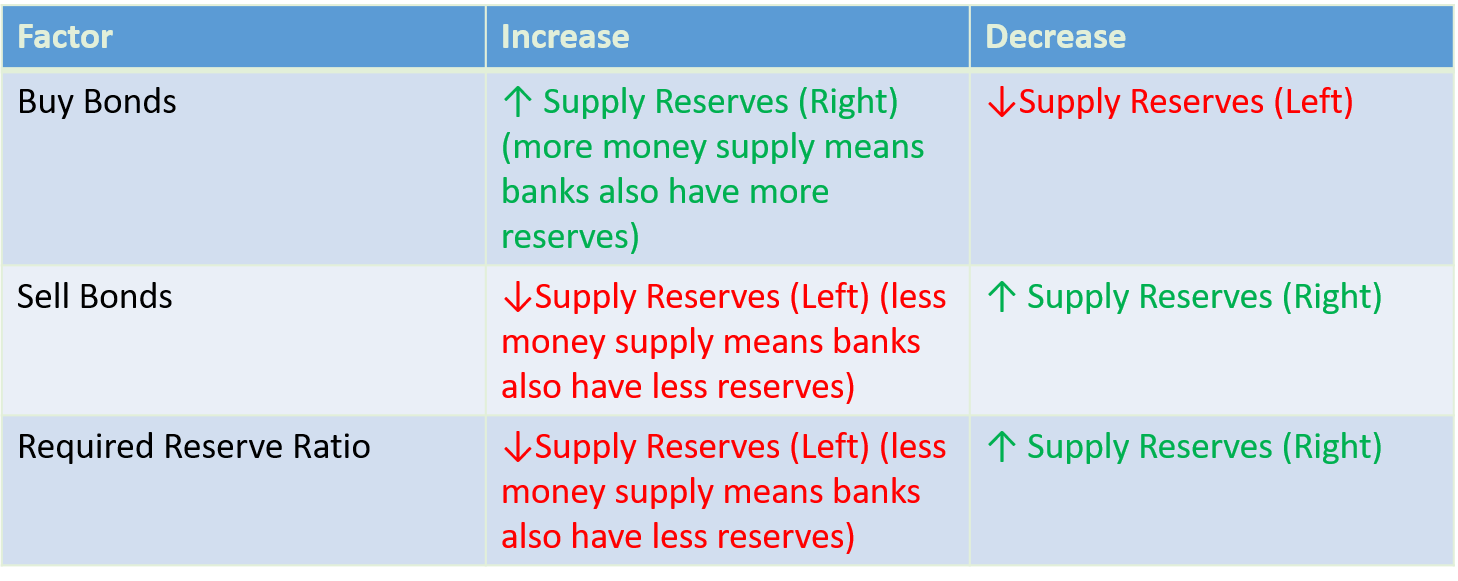 Factor
Increase
Decrease
Buy Bonds
↑ Supply Reserves (Right)
(more money supply means
banks also have more
reserves)
↓Supply Reserves (Left)
Sell Bonds
↓Supply Reserves (Left) (less
money supply means banks
also have less reserves)
↑ Supply Reserves (Right)
Required Reserve Ratio
↓Supply Reserves (Left) (less
money supply means banks
also have less reserves)
↑ Supply Reserves (Right)